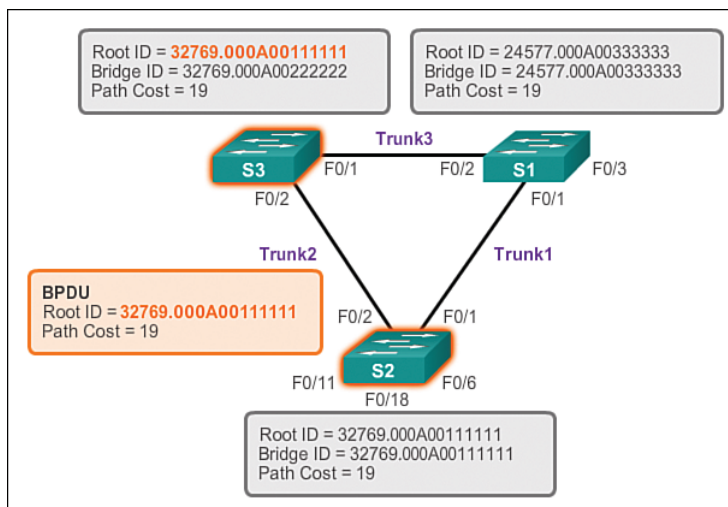 Root ID = 32769.000A00111111
Bridge ID = 32769.000A00222222
Path Cost = 19
Root ID = 24577.000A00333333
Bridge ID = 24577.000A00333333
Path Cost = 19
Trunk3
S3
F0/1
F0/2
S1
F0/3
F0/2
F0/1
Trunk2
Trunk1
BPDU
Root ID = 32769.000A00111111
Path Cost = 19
F0/2
F0/1
S2
F0/11
F0/6
F0/18
Root ID = 32769.000A00111111
Bridge ID = 32769.000A00111111
Path Cost = 19